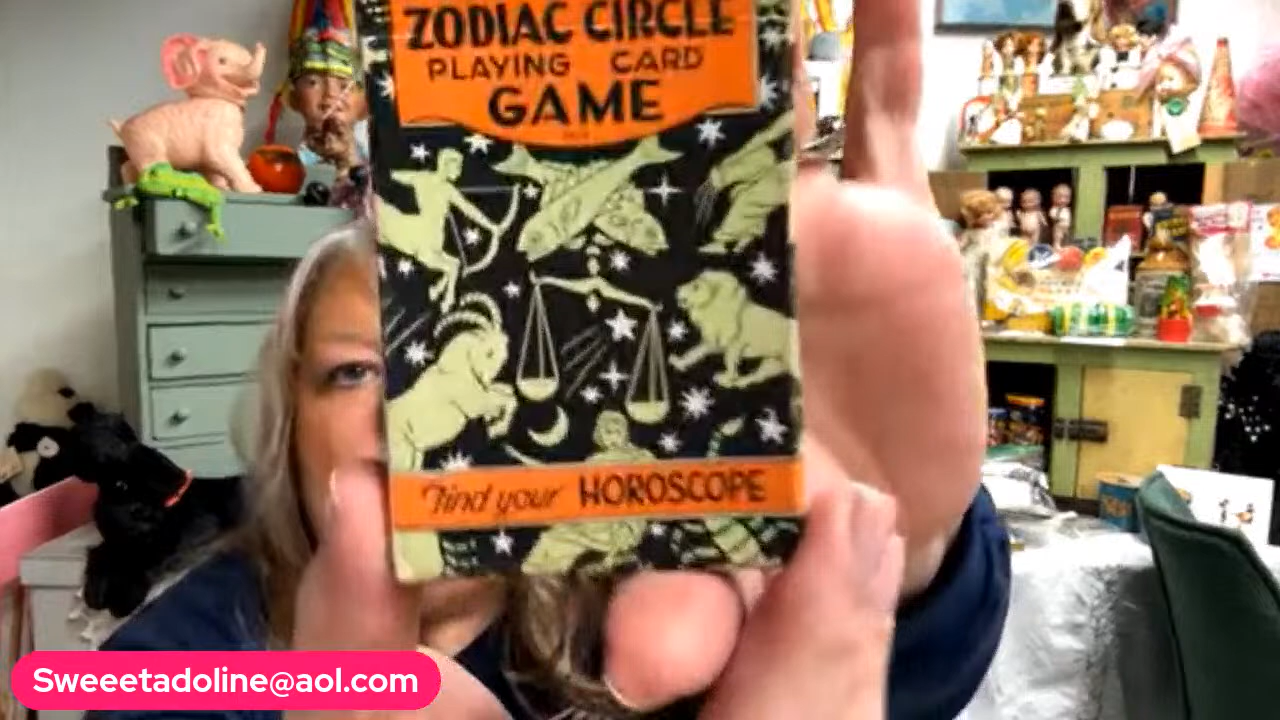 ZODIAC CIRCLE
PLAYING CARD
GAME
Find your HOROSCOPE
Sweeetadoline@aol.com